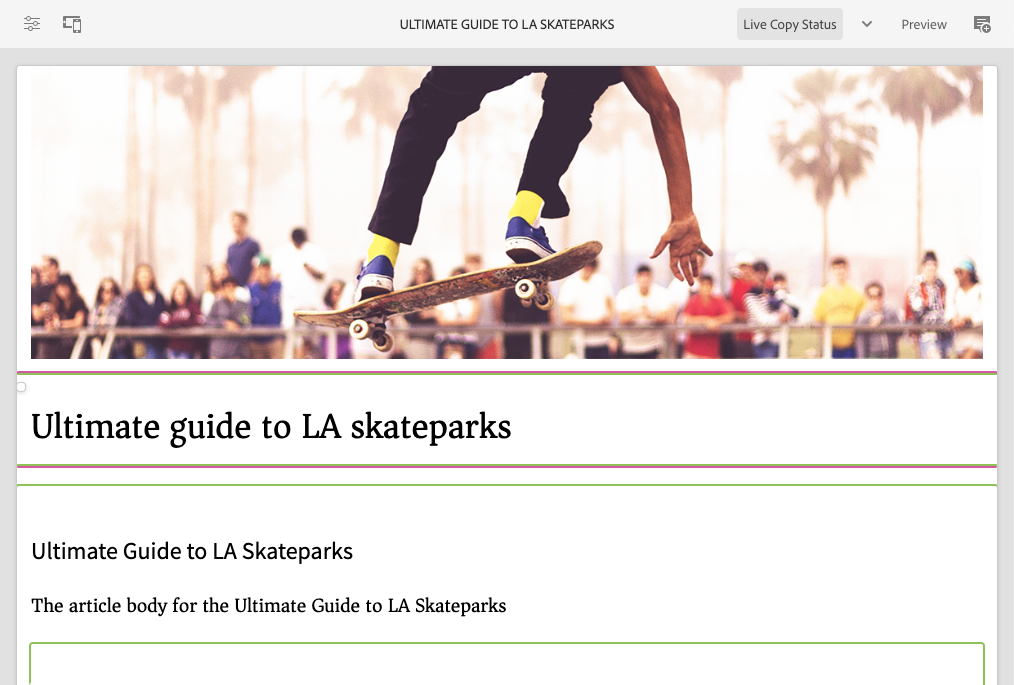 ULTIMATE GUIDE TO LA SKATEPARKS
Live Copy Status
Preview
Ultimate guide to LA skateparks
Ultimate Guide to LA Skateparks
The article body for the Ultimate Guide to LA Skateparks